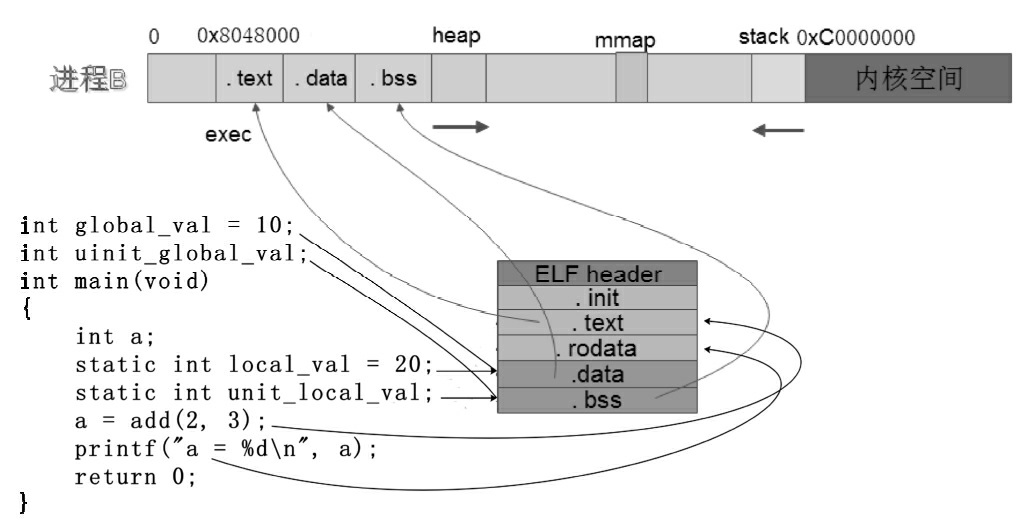 0 0x8048000 heap mmap stack 0xC0000000
进程B .text .data .bss 内核空间
exec
int global_val = 10;
int uinit_global_val;
int main(void)
{
int a;
static int local_val = 20;
static int unit_local_val;
a = add(2, 3);
printf("a = %d\n", a);
return 0;
}
ELF header
.init
.text
.rodata
.data
.bss